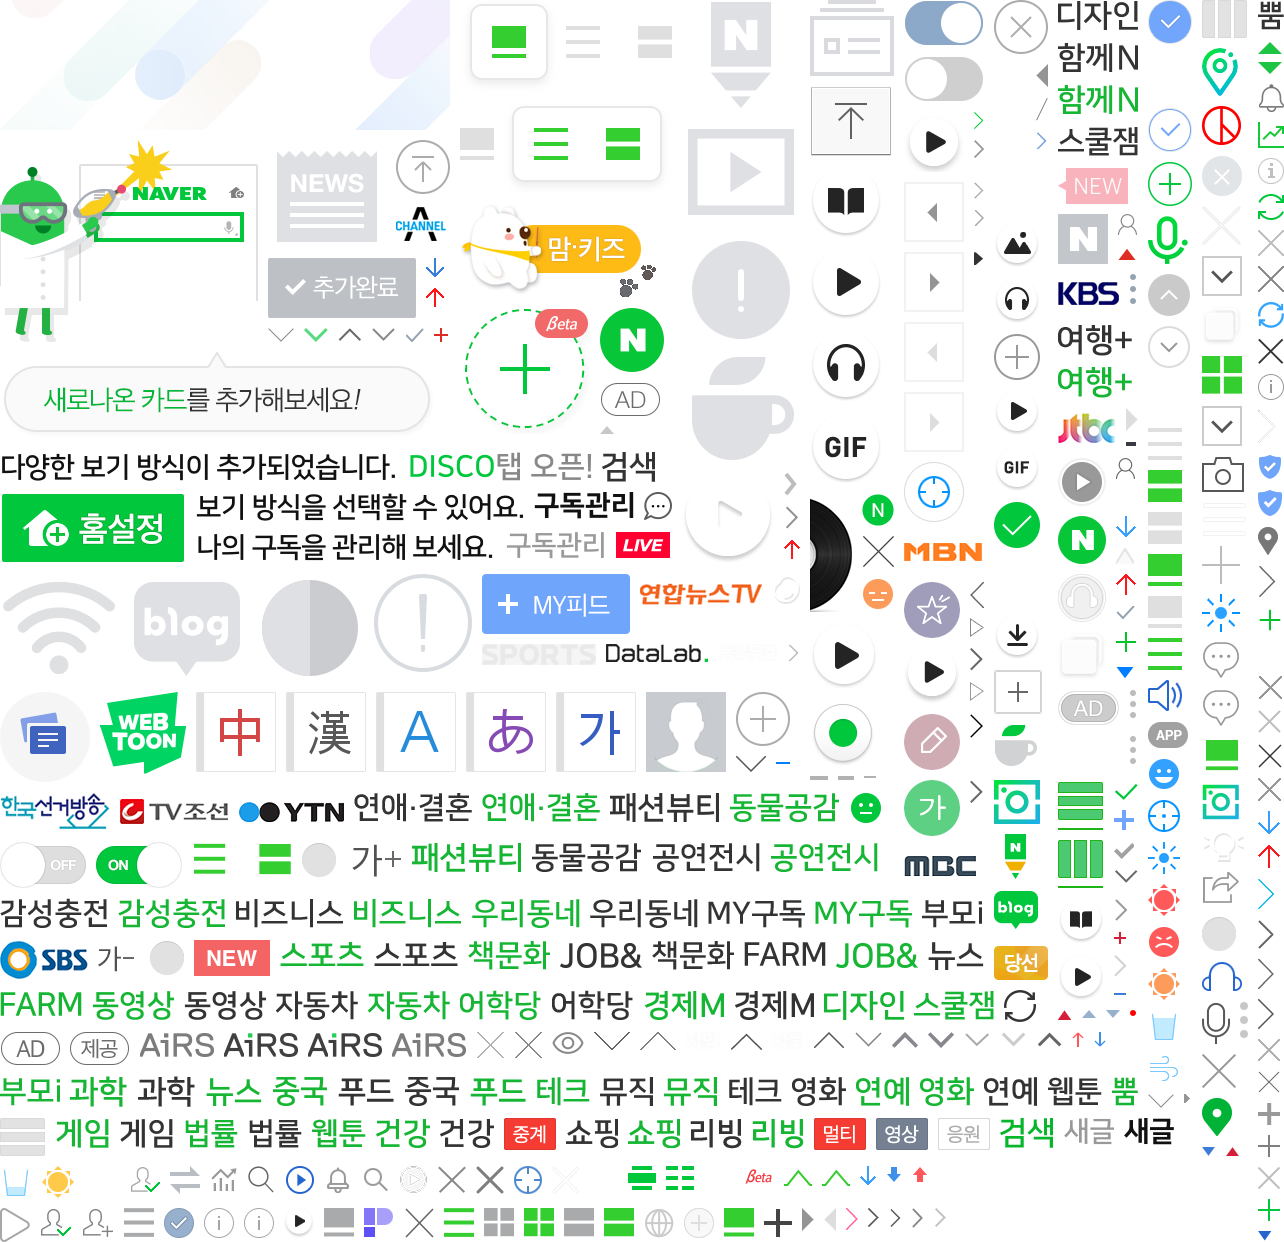 디자인
뿜
N
함께N
함께N
스쿨잼
NEWS
NEW
NAVER
CHANNEL
맘·키즈
N
추가완료
KBS
βeta
N
여행+
여행+
AD
새로나온 카드를 추가해보세요!
jtbc
GIF
GIF
다양한 보기 방식이 추가되었습니다.
DISCO탭 오픈!
검색
홈설정
보기 방식을 선택할 수 있어요.
구독관리
N
나의 구독을 관리해 보세요.
구독관리
LIVE
N
MBN
blog
MY피드
연합뉴스TV
SPORTS
DataLab.
WEB
TOON
中
漢
A
あ
가
AD
APP
한국선거방송
TV조선
YTN
연애·결혼
연애·결혼
패션뷰티
동물공감
가
OFF
ON
가+
패션뷰티
동물공감
공연전시
공연전시
MBC
N
감성충전
감성충전
비즈니스
비즈니스
우리동네
우리동네
MY구독
MY구독
부모i
blog
SBS
가-
NEW
스포츠
스포츠
책문화
JOB&
책문화
FARM
JOB&
뉴스
당선
FARM
동영상
동영상
자동차
자동차
어학당
어학당
경제M
경제M
디자인
스쿨잼
AD
제공
AiRS
AiRS
AiRS
AiRS
부모i
과학
과학
뉴스
중국
푸드
중국
푸드
테크
뮤직
뮤직
테크
영화
연예
영화
연예
웹툰
뿜
게임
게임
법률
법률
웹툰
건강
건강
중계
쇼핑
쇼핑
리빙
리빙
멀티
영상
응원
검색
새글
새글
βeta